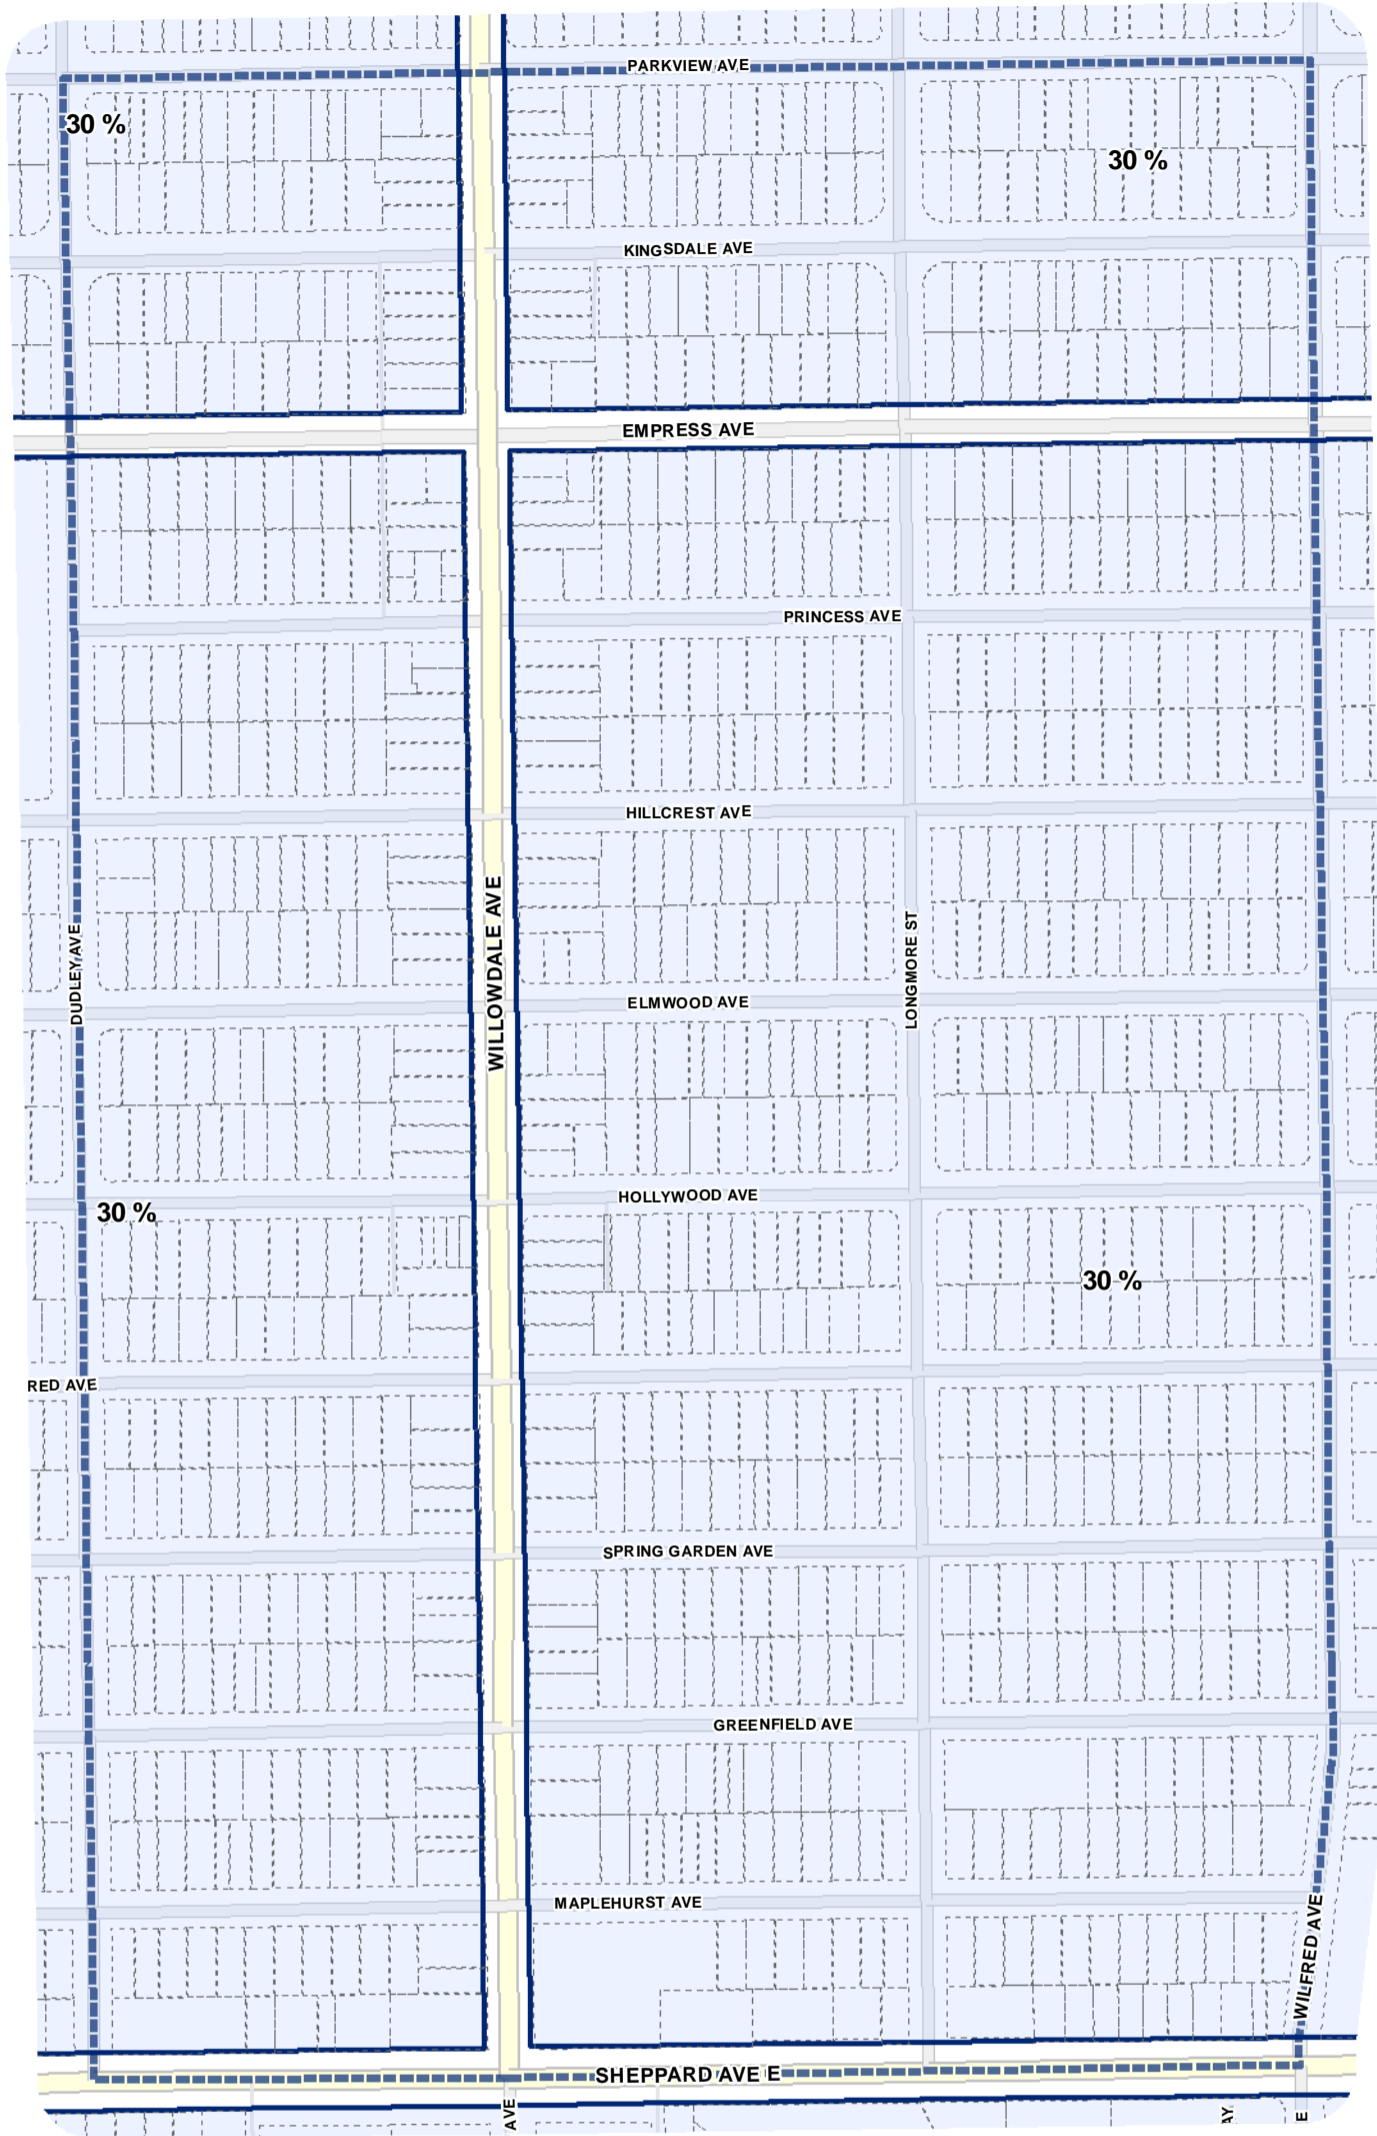 PARKVIEW AVE
30 %
30 %
KINGSDALE AVE
EMPRESS AVE
PRINCESS AVE
HILLCREST AVE
WILLOWDALE AVE
LONGMORE ST
DUDLEY AVE
ELMWOOD AVE
HOLLYWOOD AVE
30 %
30 %
RED AVE
SPRING GARDEN AVE
GREENFIELD AVE
MAPLEHURST AVE
WILFRED AVE
SHEPPARD AVE E
AVE
AY
E